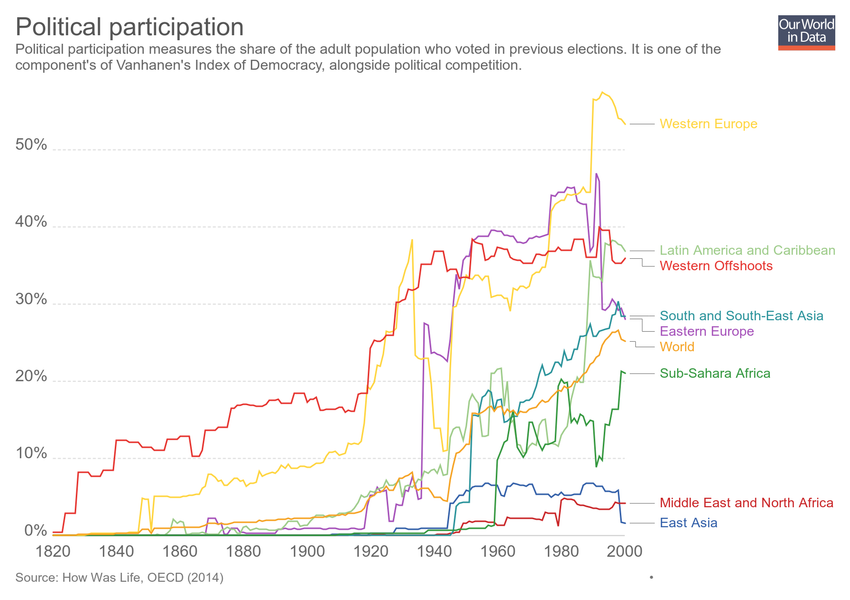 Political participation
Our World
in Data
Political participation measures the share of the adult population who voted in previous elections. It is one of the
component's of Vanhanen's Index of Democracy, alongside political competition.
50%
40%
30%
20%
10%
0%
Western Europe
Latin America and Caribbean
Western Offshoots
South and South-East Asia
Eastern Europe
World
Sub-Sahara Africa
Middle East and North Africa
East Asia
1820 1840 1860 1880 1900 1920 1940 1960 1980 2000
Source: How Was Life, OECD (2014)